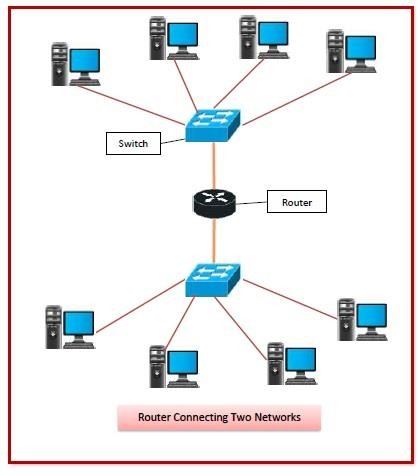 Switch
Router
Router Connecting Two Networks